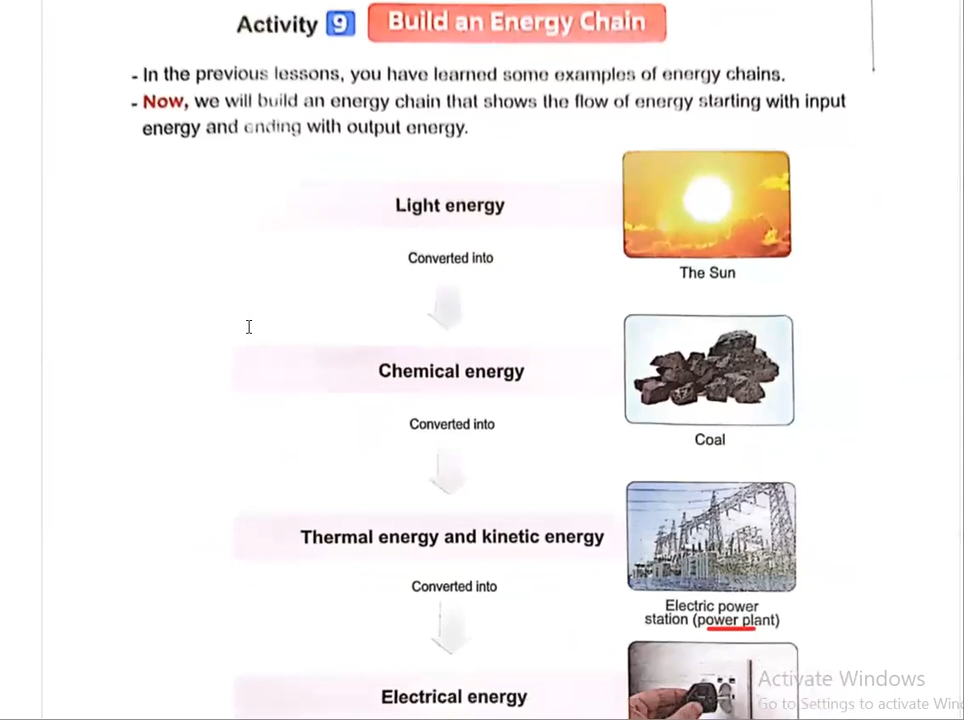 Activity 9 Build an Energy Chain
- In the previous lessons, you have learned some examples of energy chains.
- Now, we will build an energy chain that shows the flow of energy starting with input
energy and ending with output energy.
Light energy
The Sun
Converted into
Chemical energy
Coal
Converted into
Thermal energy and kinetic energy
Electric power
station (power plant)
Converted into
Electrical energy
Activate Windows
Go to Settings to activate Win